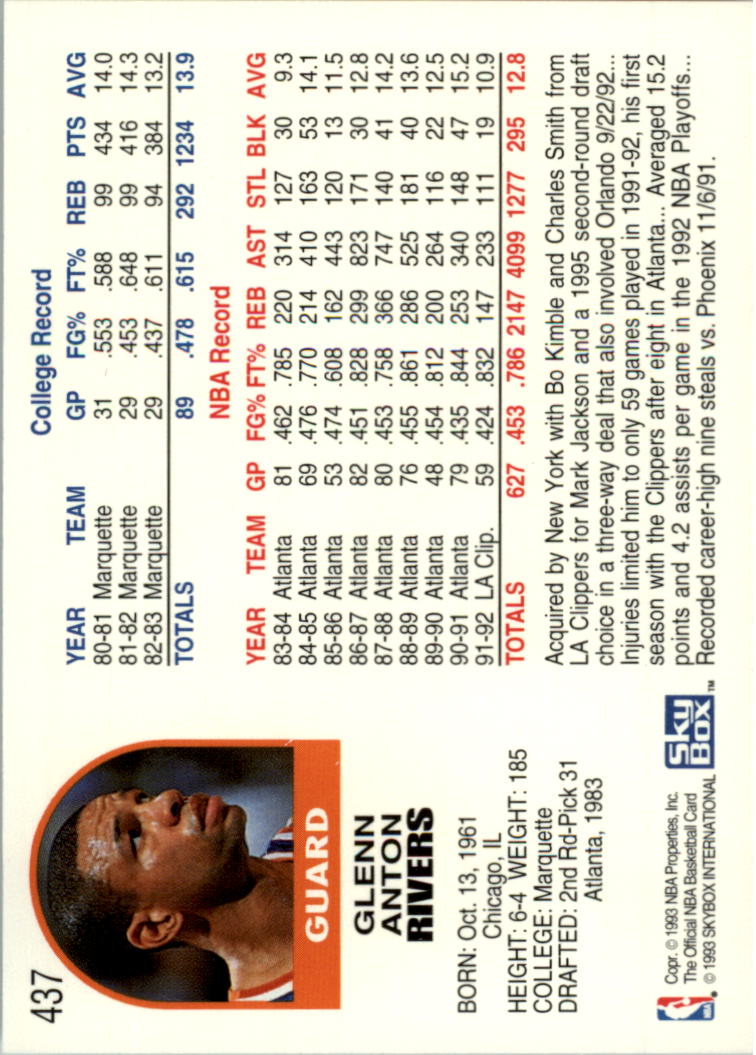 437
GUARD
GLENN
ANTON
RIVERS
BORN: Oct. 13, 1961
Chicago, IL
HEIGHT: 6-4 WEIGHT: 185
COLLEGE: Marquette
DRAFTED: 2nd Rd-Pick 31
Atlanta, 1983
College Record
YEAR TEAM GP FG% FT% REB PTS AVG
80-81 Marquette 31 .553 .588 99 434 14.0
81-82 Marquette 29 .453 .648 99 416 14.3
82-83 Marquette 29 .437 .611 94 384 13.2
TOTALS 89 .478 .615 292 1234 13.9
NBA Record
YEAR TEAM GP FG% FT% REB AST STL BLK AVG
83-84 Atlanta 81 .462 .785 220 314 127 30 9.3
84-85 Atlanta 69 .476 .770 214 410 163 53 14.1
85-86 Atlanta 53 .474 .608 162 443 120 13 11.5
86-87 Atlanta 82 .451 .828 299 823 171 30 12.8
87-88 Atlanta 80 .453 .758 366 747 140 41 14.2
88-89 Atlanta 76 .455 .861 286 525 181 40 13.6
89-90 Atlanta 48 .454 .812 200 264 116 22 12.5
90-91 Atlanta 79 .435 .844 253 340 148 47 15.2
91-92 LA Clip. 59 .424 .832 147 233 111 19 10.9
TOTALS 627 .453 .786 2147 4099 1277 295 12.8
Acquired by New York with Bo Kimble and Charles Smith from
LA Clippers for Mark Jackson and a 1995 second-round draft
choice in a three-way deal that also involved Orlando 9/22/92...
Injuries limited him to only 59 games played in 1991-92, his first
season with the Clippers after eight in Atlanta... Averaged 15.2
points and 4.2 assists per game in the 1992 NBA Playoffs...
Recorded career-high nine steals vs. Phoenix 11/6/91.
NBA
Copr. © 1993 NBA Properties, Inc.
The Official NBA Basketball Card
© 1993 SKYBOX INTERNATIONAL
SKY
BOX™